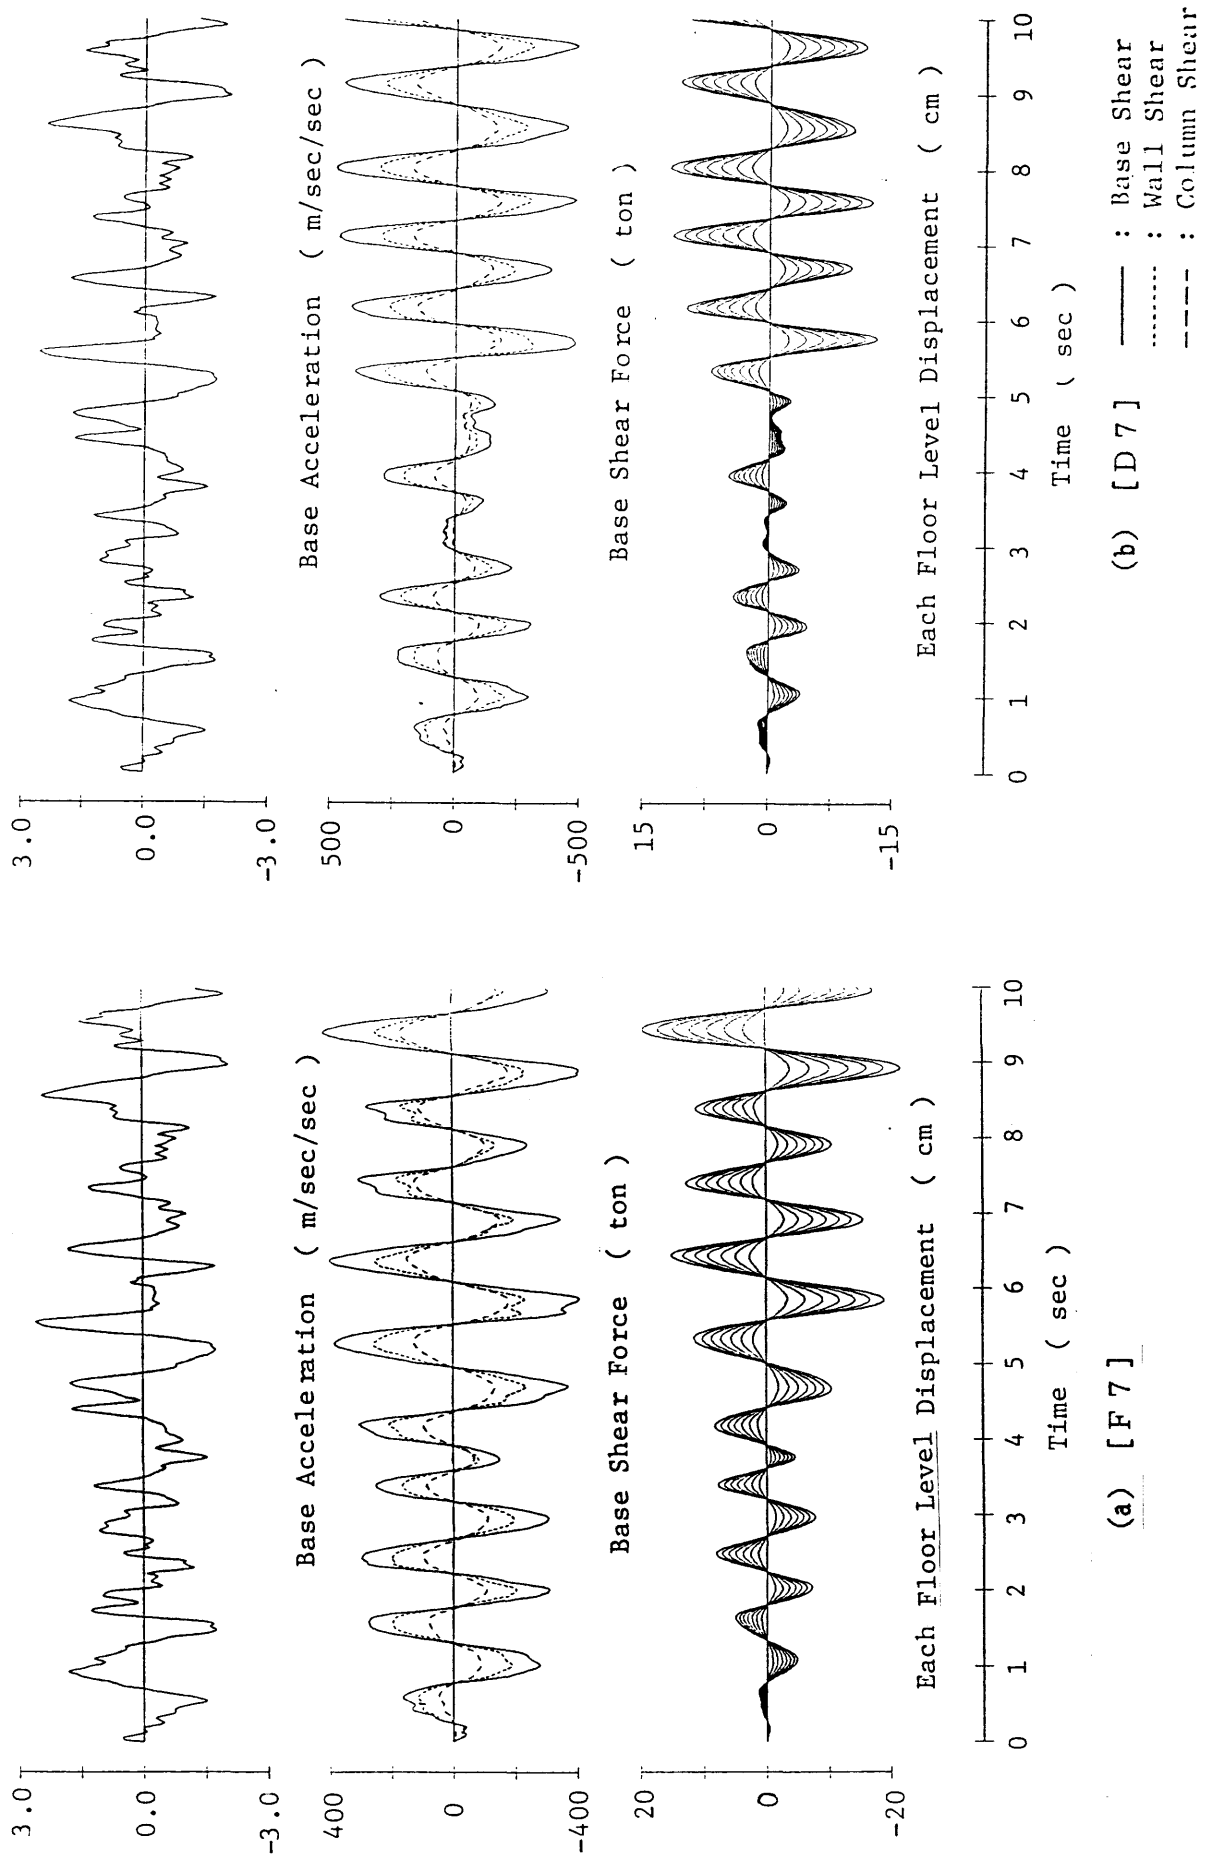 3.0
0.0
-3.0
Base Acceleration ( m/sec/sec )
400
0
-400
Base Shear Force ( ton )
20
0
-20
Each Floor Level Displacement ( cm )
0 1 2 3 4 5 6 7 8 9 10
Time ( sec )
(a) [F7]
3.0
0.0
-3.0
Base Acceleration ( m/sec/sec )
500
0
-500
Base Shear Force ( ton )
15
0
-15
Each Floor Level Displacement ( cm )
0 1 2 3 4 5 6 7 8 9 10
Time ( sec )
(b) [D7]
: Base Shear
: Wall Shear
: Column Shear